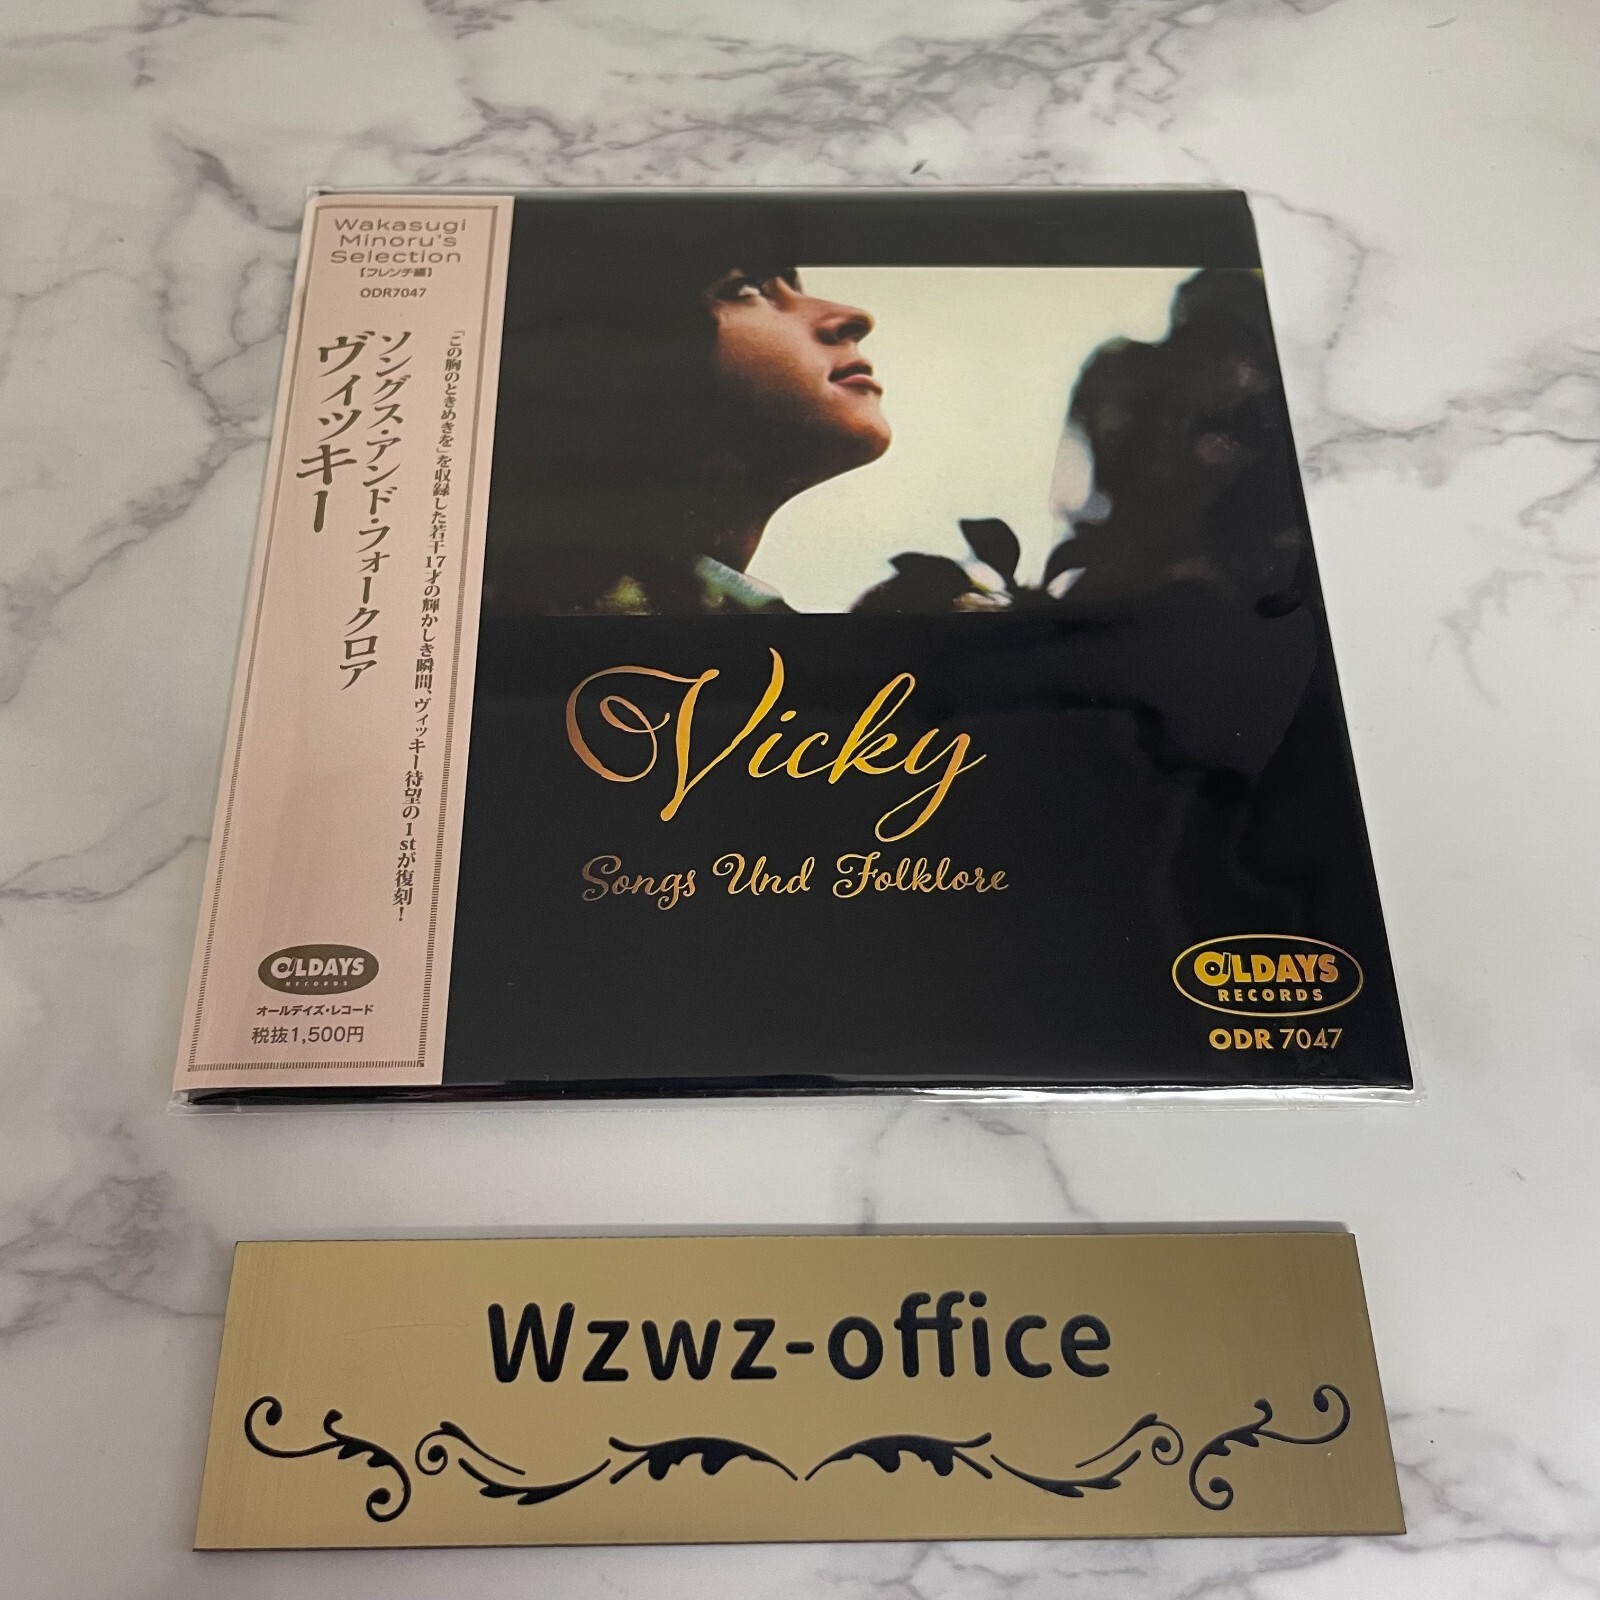 Wakasugi
Minoru's
Selection
【フレンチ編】
ODR7047
「この胸のときめきを」を収録した若干17才の輝かしき瞬間、ヴィッキー待望の1stが復刻!
ソングス・アンド・フォークロア
ヴィッキー
OLDAYS
RECORDS
オールデイズ・レコード
税抜1,500円
Vicky
Songs Und Folklore
OLDAYS
RECORDS
ODR 7047
Wzwz-office